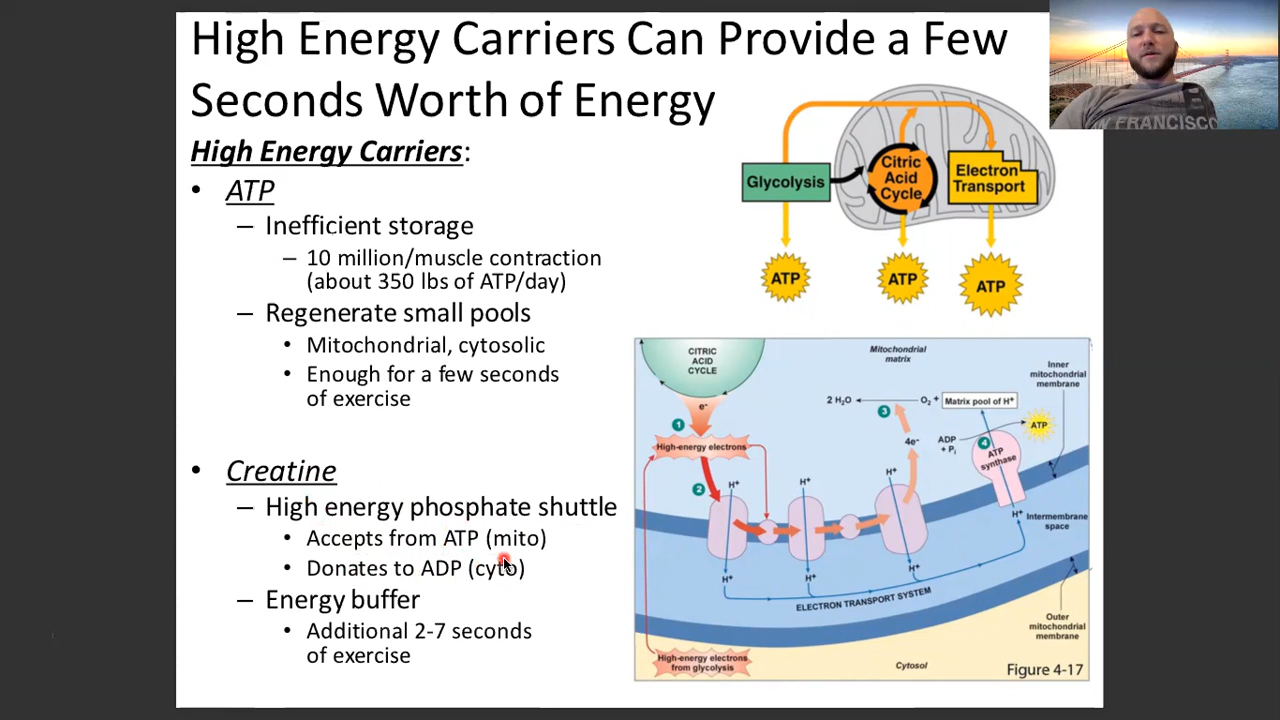 High Energy Carriers Can Provide a Few
Seconds Worth of Energy
High Energy Carriers:
• ATP
– Inefficient storage
– 10 million/muscle contraction
(about 350 lbs of ATP/day)
– Regenerate small pools
• Mitochondrial, cytosolic
• Enough for a few seconds
of exercise
• Creatine
– High energy phosphate shuttle
• Accepts from ATP (mito)
• Donates to ADP (cyto)
– Energy buffer
• Additional 2-7 seconds
of exercise
Glycolysis
Citric
Acid
Cycle
Electron
Transport
ATP
ATP
ATP
CITRIC
ACID
CYCLE
Mitochondrial
matrix
Inner
mitochondrial
membrane
e-
1
High-energy electrons
2
2 H₂O
O₂ +
Matrix pool of H⁺
3
4e-
ADP
+ Pi
4
ATP
ATP
synthase
H⁺
H⁺
H⁺
H⁺
Intermembrane
space
H⁺
H⁺
H⁺
ELECTRON TRANSPORT SYSTEM
Outer
mitochondrial
membrane
High-energy electrons
from glycolysis
Cytosol
Figure 4-17
FRANCISCO